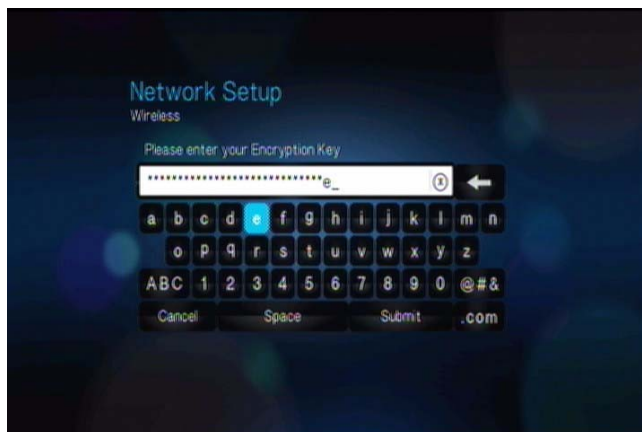 Network Setup
Wireless
Please enter your Encryption Key
*****************************e_ x
a b c d e f g h i j k l m n
o p q r s t u v w x y z
ABC 1 2 3 4 5 6 7 8 9 0 @#&
Cancel Space Submit .com